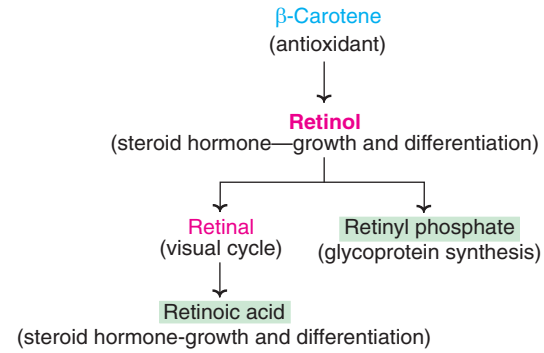 β-Carotene
(antioxidant)
Retinol
(steroid hormone—growth and differentiation)
Retinal
(visual cycle)
Retinyl phosphate
(glycoprotein synthesis)
Retinoic acid
(steroid hormone-growth and differentiation)